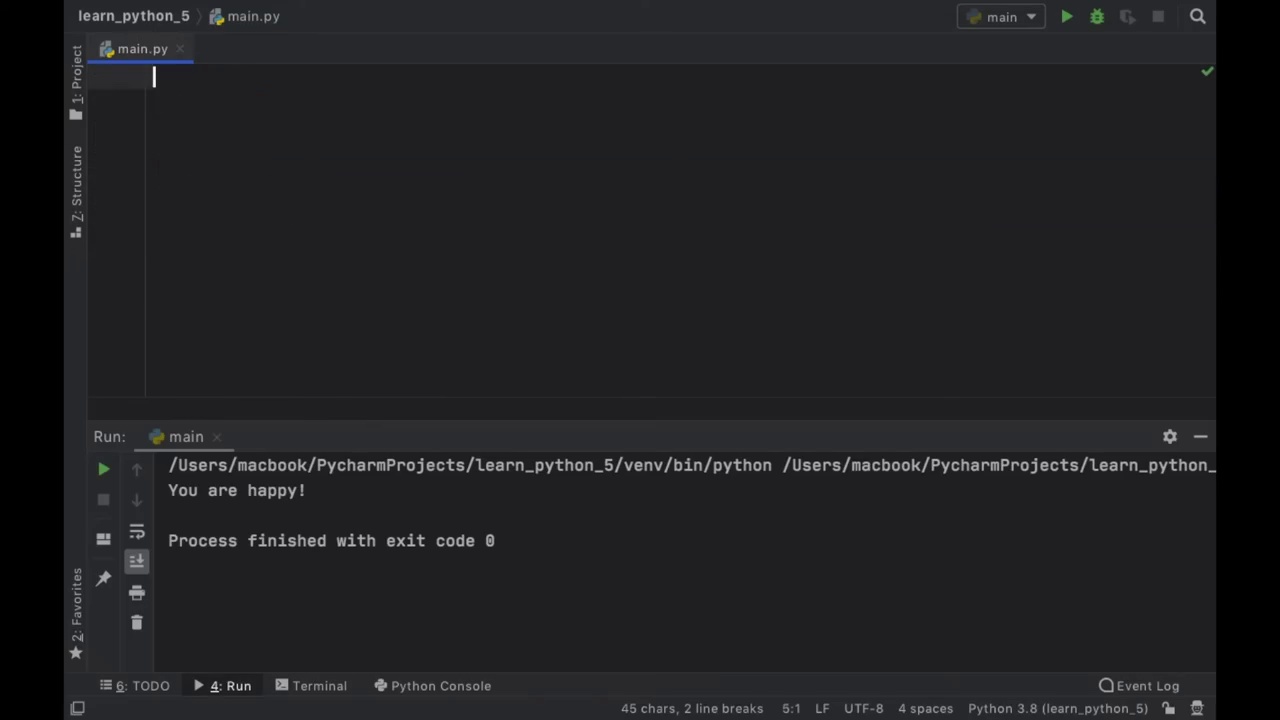 learn_python_5 〉 main.py
main
main.py
1: Project
7: Structure
2: Favorites
Run: main
/Users/macbook/PycharmProjects/learn_python_5/venv/bin/python /Users/macbook/PycharmProjects/learn_python_
You are happy!
Process finished with exit code 0
6: TODO 4: Run Terminal Python Console Event Log
45 chars, 2 line breaks 5:1 LF UTF-8 4 spaces Python 3.8 (learn_python_5)